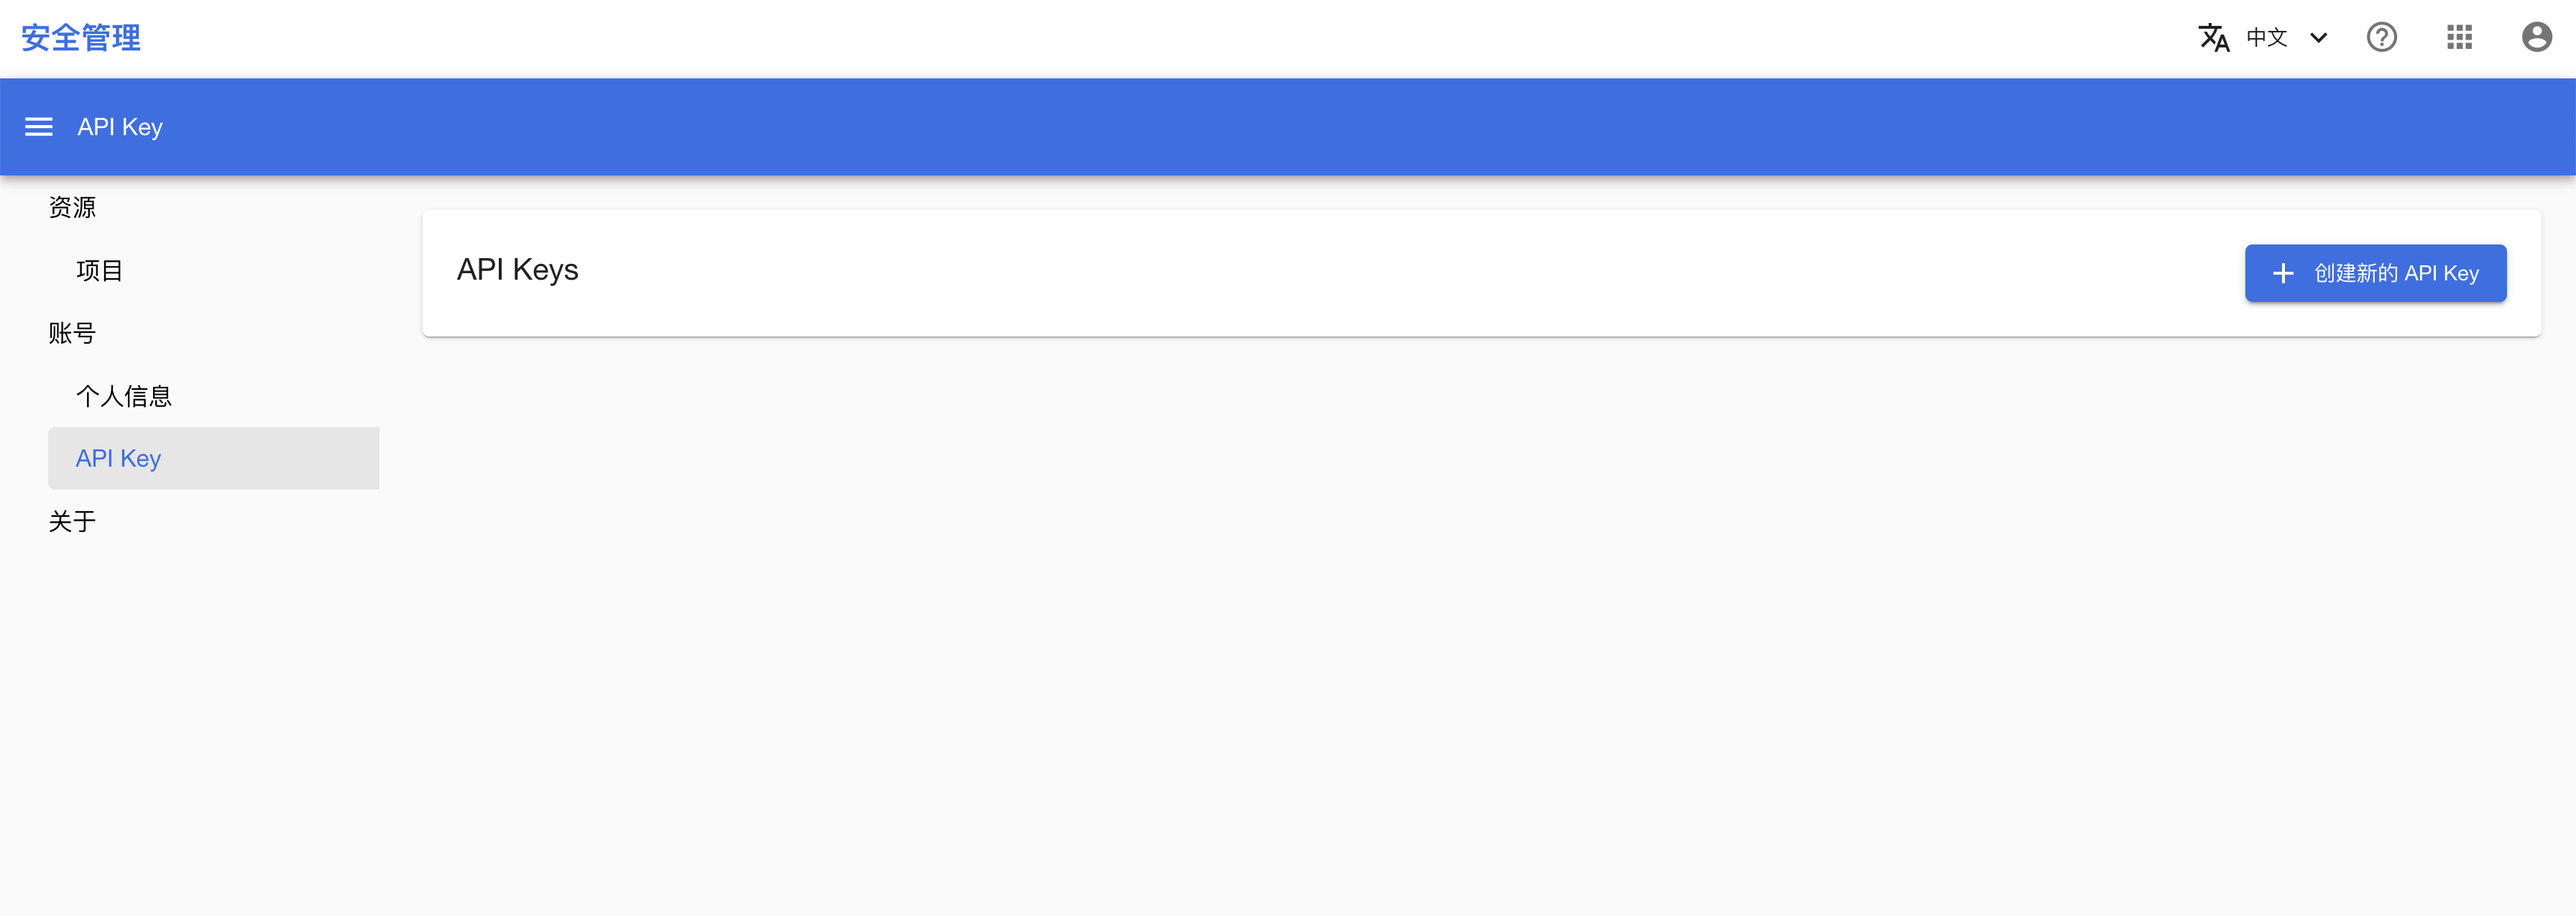 安全管理
中文
API Key
资源
项目
账号
个人信息
API Key
关于
API Keys
创建新的 API Key